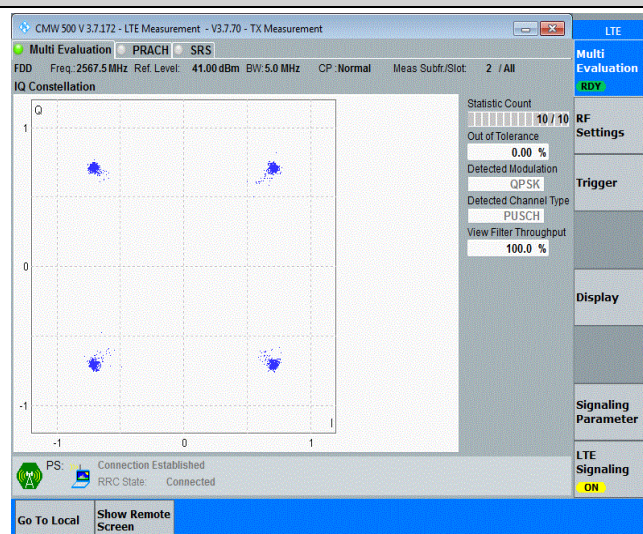 CMW 500 V 3.7.172 - LTE Measurement - V3.7.70 - TX Measurement
LTE
Multi Evaluation PRACH SRS
Multi
Evaluation
RDY
FDD Freq.:2567.5 MHz Ref. Level: 41.00 dBm BW:5.0 MHz CP :Normal Meas Subfr./Slot: 2 / All
IQ Constellation
Q
1
0
-1
-1 0 1
I
Statistic Count
10 / 10
Out of Tolerance
0.00 %
Detected Modulation
QPSK
Detected Channel Type
PUSCH
View Filter Throughput
100.0 %
RF
Settings
Trigger
Display
Signaling
Parameter
LTE
Signaling
ON
PS: Connection Established
RRC State: Connected
Go To Local
Show Remote
Screen